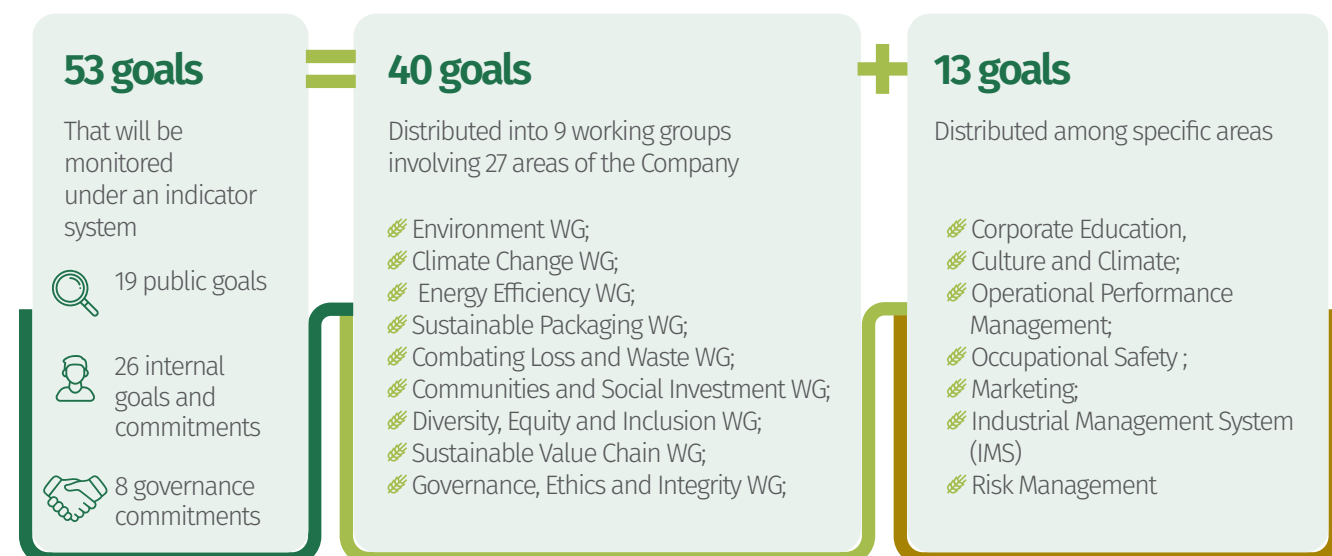 53 goals
That will be
monitored
under an indicator
system
19 public goals
26 internal
goals and
commitments
8 governance
commitments
=
40 goals
Distributed into 9 working groups
involving 27 areas of the Company
Environment WG;
Climate Change WG;
Energy Efficiency WG;
Sustainable Packaging WG;
Combating Loss and Waste WG;
Communities and Social Investment WG;
Diversity, Equity and Inclusion WG;
Sustainable Value Chain WG;
Governance, Ethics and Integrity WG;
+
13 goals
Distributed among specific areas
Corporate Education,
Culture and Climate;
Operational Performance
Management;
Occupational Safety ;
Marketing;
Industrial Management System
(IMS)
Risk Management